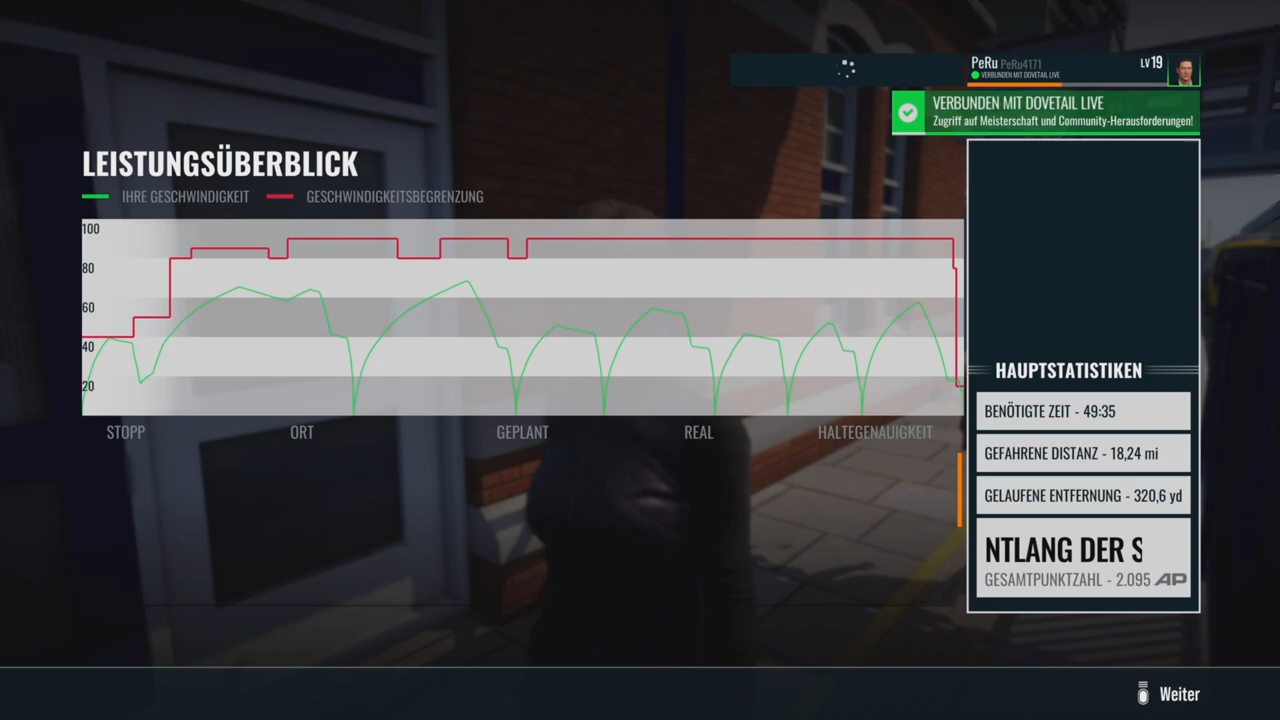 PeRu PeRu4171 LV 19
VERBUNDEN MIT DOVETAIL LIVE
VERBUNDEN MIT DOVETAIL LIVE
Zugriff auf Meisterschaft und Community-Herausforderungen!
LEISTUNGSÜBERBLICK
IHRE GESCHWINDIGKEIT GESCHWINDIGKEITSBEGRENZUNG
100
80
60
40
20
STOPP ORT GEPLANT REAL HALTEGENAUIGKEIT
HAUPTSTATISTIKEN
BENÖTIGTE ZEIT - 49:35
GEFAHRENE DISTANZ - 18,24 mi
GELAUFENE ENTFERNUNG - 320,6 yd
NTLANG DER S
GESAMTPUNKTZAHL - 2.095 AP
Weiter